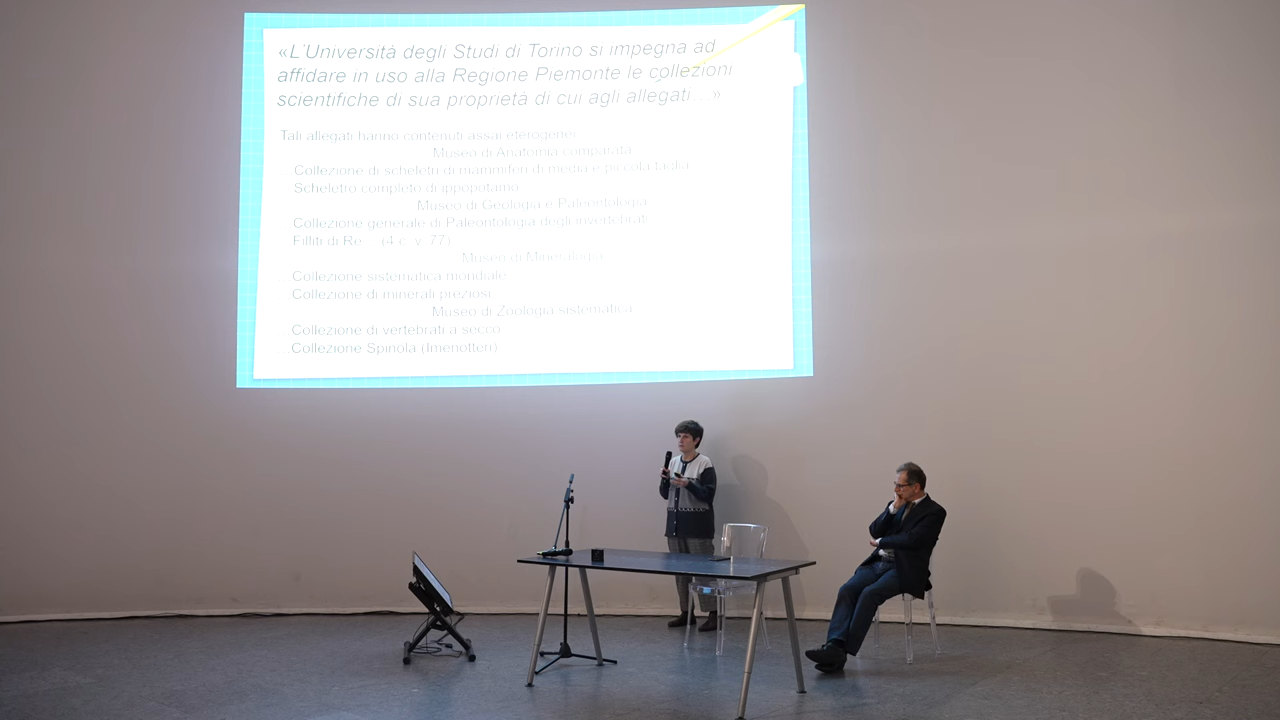 «L'Università degli Studi di Torino si impegna ad
affidare in uso alla Regione Piemonte le collezioni
scientifiche di sua proprietà di cui agli allegati…»
Tali allegati hanno contenuti assai eterogenei
Museo di Anatomia comparata
Collezione di scheletri di mammiferi di media e piccola taglia
Scheletro completo di ippopotamo
Museo di Geologia e Paleontologia
Collezione generale di Paleontologia degli invertebrati
Filliti di Re (4 c. v. 77)
Museo di Mineralogia
Collezione sistematica mondiale
Collezione di minerali preziosi
Museo di Zoologia sistematica
Collezione di vertebrati a secco
Collezione Spinola (Imenotteri)